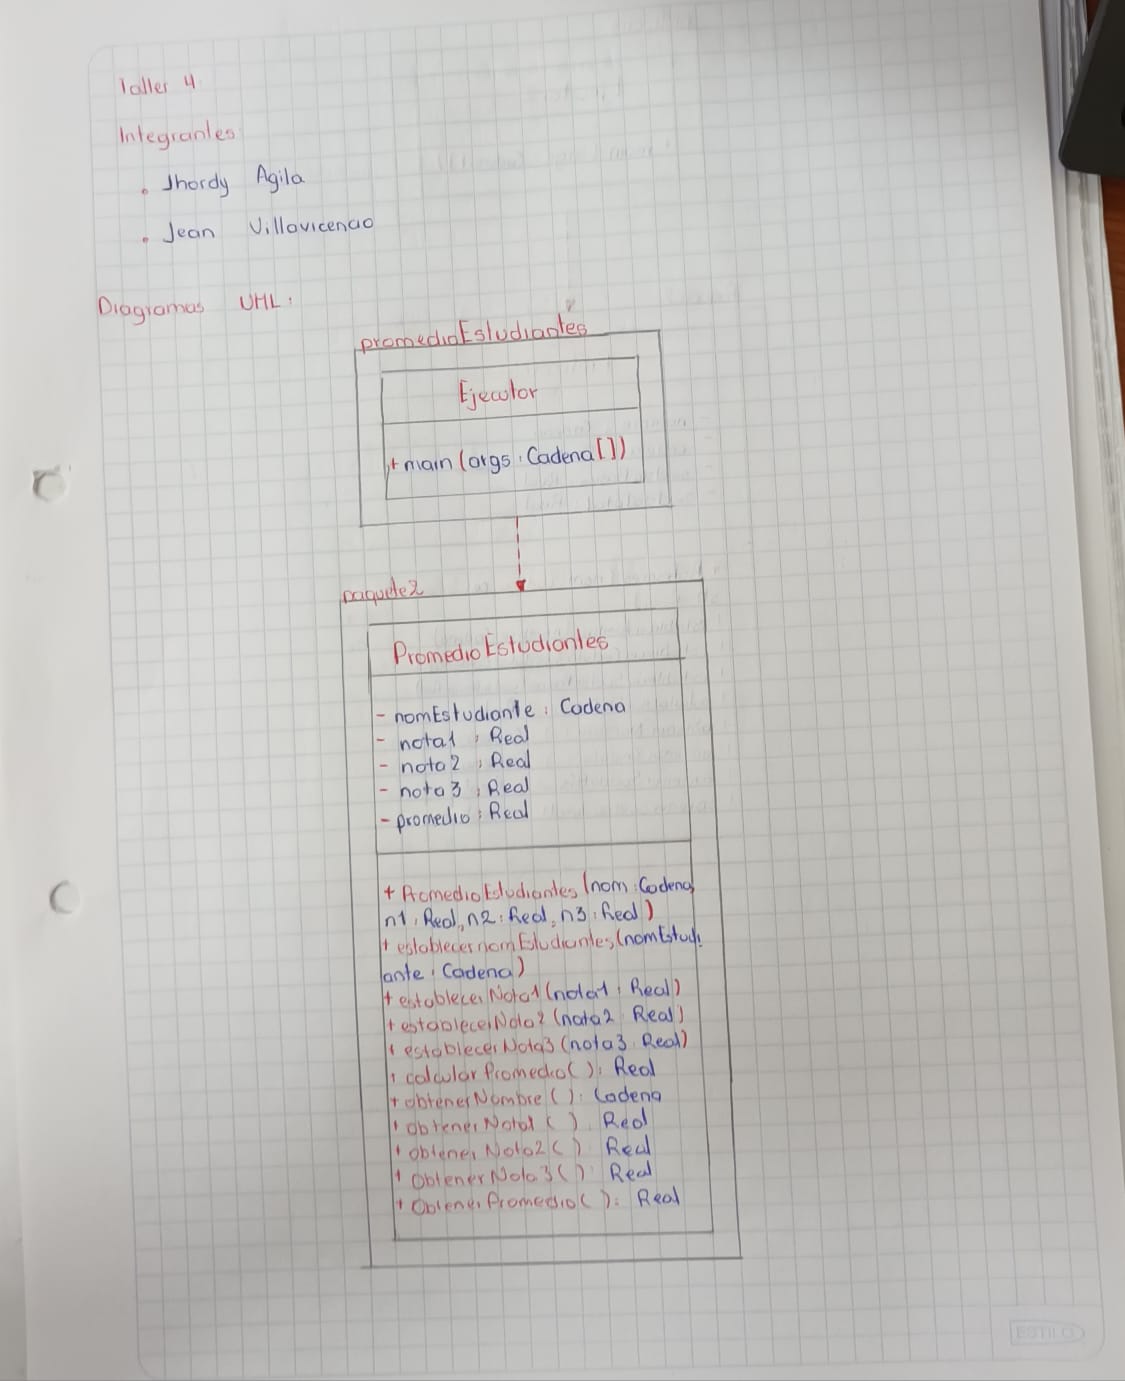 Taller 4
Integrantes
• Jhordy Agila
• Jean Villavicencio
Diagramas UML:
promedioEstudiantes
Ejecutor
+ main (args : Cadena [])
paquete2
PromedioEstudiantes
- nomEstudiante : Cadena
- nota1 : Real
- nota2 : Real
- nota3 : Real
- promedio : Real
+ PromedioEstudiantes (nom : Cadena,
n1 : Real, n2 : Real, n3 : Real)
+ establecernomEstudiantes (nomEstudi
ante : Cadena)
+ establecerNota1 (nota1 : Real)
+ establecerNota2 (nota2 Real)
+ establecerNota3 (nota3 Real)
+ calcularPromedio ( ) : Real
+ obtenerNombre ( ) : Cadena
+ obtenerNota1 ( ) Real
+ obtenerNota2 ( ) Real
+ obtenerNota3 ( ) Real
+ ObtenerPromedio ( ) : Real
ESTILO